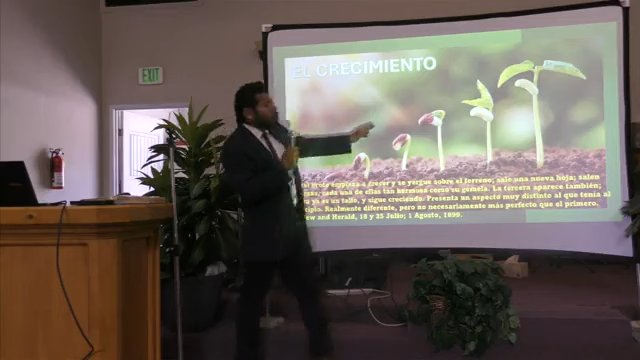 EXIT
EL CRECIMIENTO
empieza a crecer y se yergue sobre el terreno; sale una nueva hoja; salen
cada una de ellas tan hermosa como su gemela. La tercera aparece también;
ya es un tallo, y sigue creciendo. Presenta un aspecto muy distinto al que tenía al
Realmente diferente, pero no necesariamente más perfecto que el primero.
and Herald, 18 y 25 Julio; 1 Agosto, 1899.